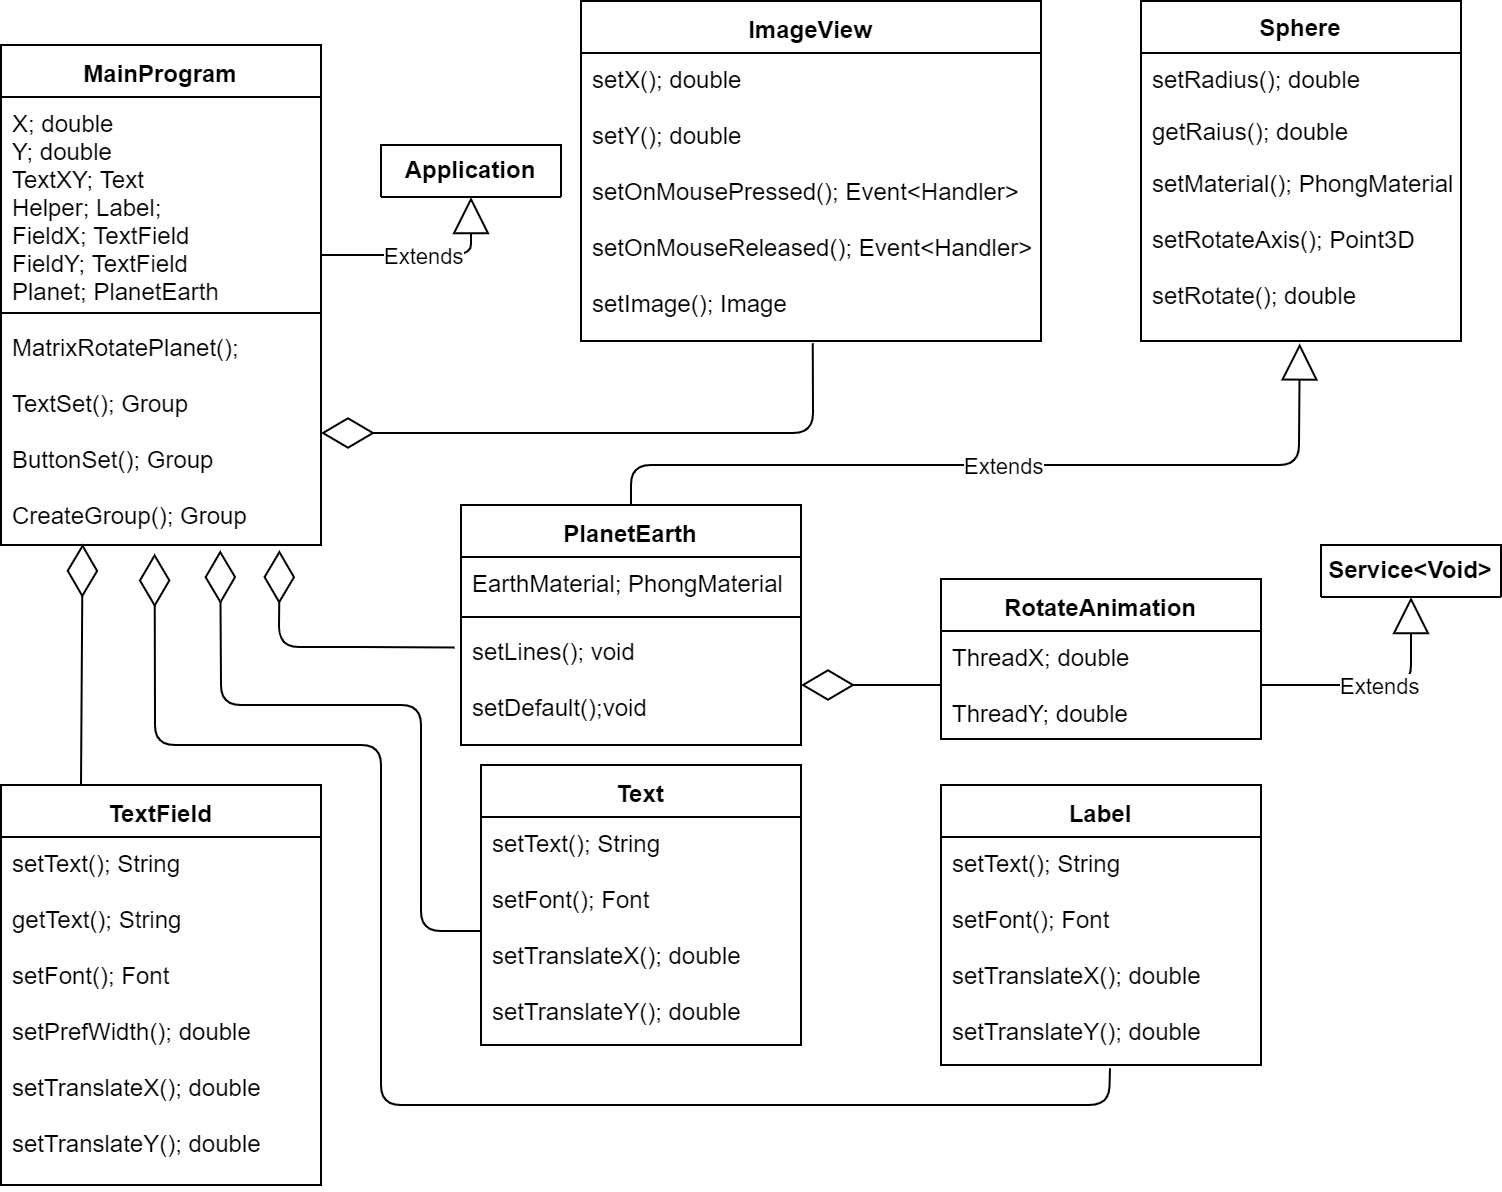 MainProgram
X; double
Y; double
TextXY; Text
Helper; Label;
FieldX; TextField
FieldY; TextField
Planet; PlanetEarth
MatrixRotatePlanet();
TextSet(); Group
ButtonSet(); Group
CreateGroup(); Group
Application
Extends
ImageView
setX(); double
setY(); double
setOnMousePressed(); Event<Handler>
setOnMouseReleased(); Event<Handler>
setImage(); Image
Sphere
setRadius(); double
getRaius(); double
setMaterial(); PhongMaterial
setRotateAxis(); Point3D
setRotate(); double
Extends
PlanetEarth
EarthMaterial; PhongMaterial
setLines(); void
setDefault();void
RotateAnimation
ThreadX; double
ThreadY; double
Service<Void>
Extends
TextField
setText(); String
getText(); String
setFont(); Font
setPrefWidth(); double
setTranslateX(); double
setTranslateY(); double
Text
setText(); String
setFont(); Font
setTranslateX(); double
setTranslateY(); double
Label
setText(); String
setFont(); Font
setTranslateX(); double
setTranslateY(); double